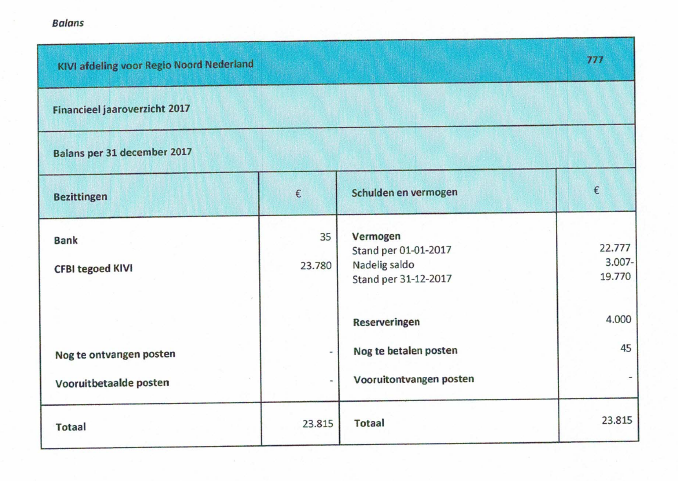 Balans
KIVI afdeling voor Regio Noord Nederland 777
Financieel jaaroverzicht 2017
Balans per 31 december 2017
Bezittingen € Schulden en vermogen €
Bank 35 Vermogen
Stand per 01-01-2017 22.777
CFBI tegoed KIVI 23.780 Nadelig saldo 3.007-
Stand per 31-12-2017 19.770
Reserveringen 4.000
Nog te ontvangen posten - Nog te betalen posten 45
Vooruitbetaalde posten - Vooruitontvangen posten -
Totaal 23.815 Totaal 23.815